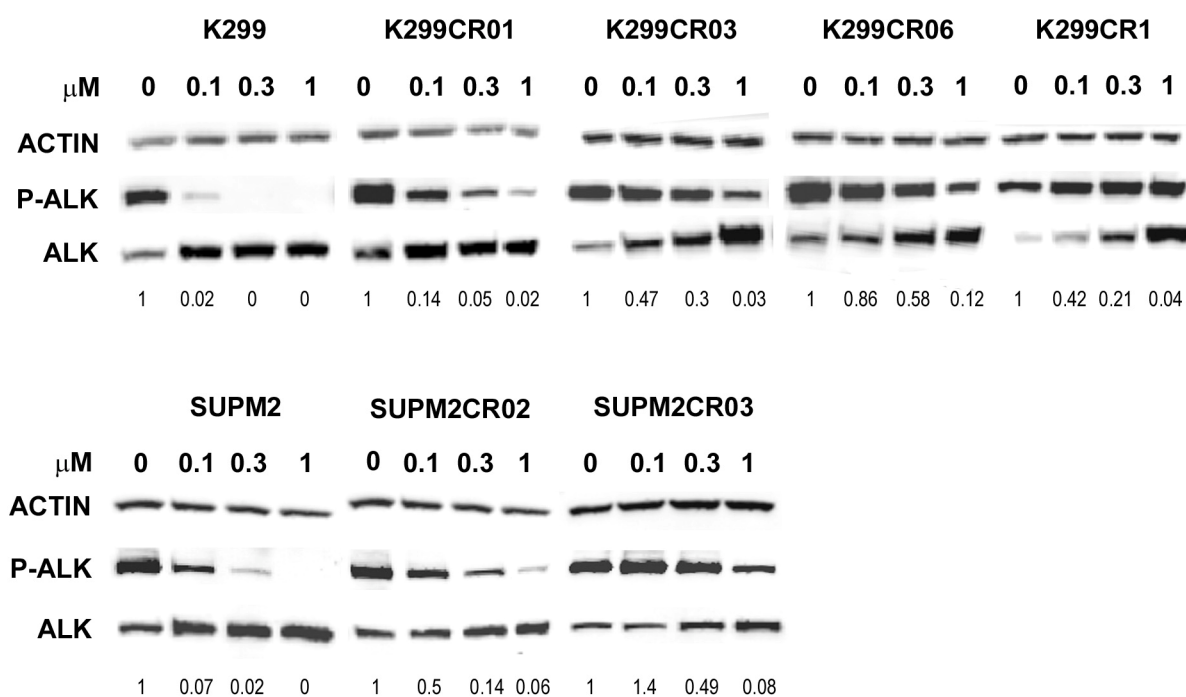 K299 K299CR01 K299CR03 K299CR06 K299CR1
μM 0 0.1 0.3 1 0 0.1 0.3 1 0 0.1 0.3 1 0 0.1 0.3 1 0 0.1 0.3 1
ACTIN
P-ALK
ALK
1 0.02 0 0 1 0.14 0.05 0.02 1 0.47 0.3 0.03 1 0.86 0.58 0.12 1 0.42 0.21 0.04
SUPM2 SUPM2CR02 SUPM2CR03
μM 0 0.1 0.3 1 0 0.1 0.3 1 0 0.1 0.3 1
ACTIN
P-ALK
ALK
1 0.07 0.02 0 1 0.5 0.14 0.06 1 1.4 0.49 0.08